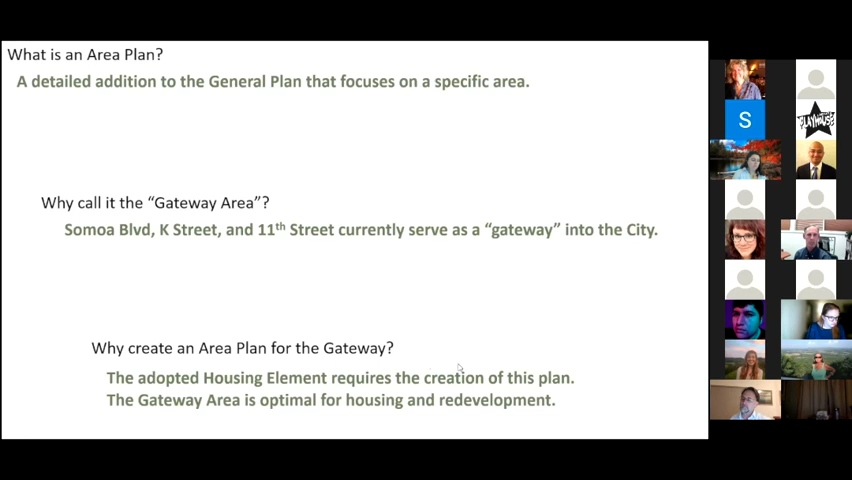 What is an Area Plan?
A detailed addition to the General Plan that focuses on a specific area.
Why call it the “Gateway Area”?
Somoa Blvd, K Street, and 11th Street currently serve as a “gateway” into the City.
Why create an Area Plan for the Gateway?
The adopted Housing Element requires the creation of this plan.
The Gateway Area is optimal for housing and redevelopment.
S
PLAYHOUSE